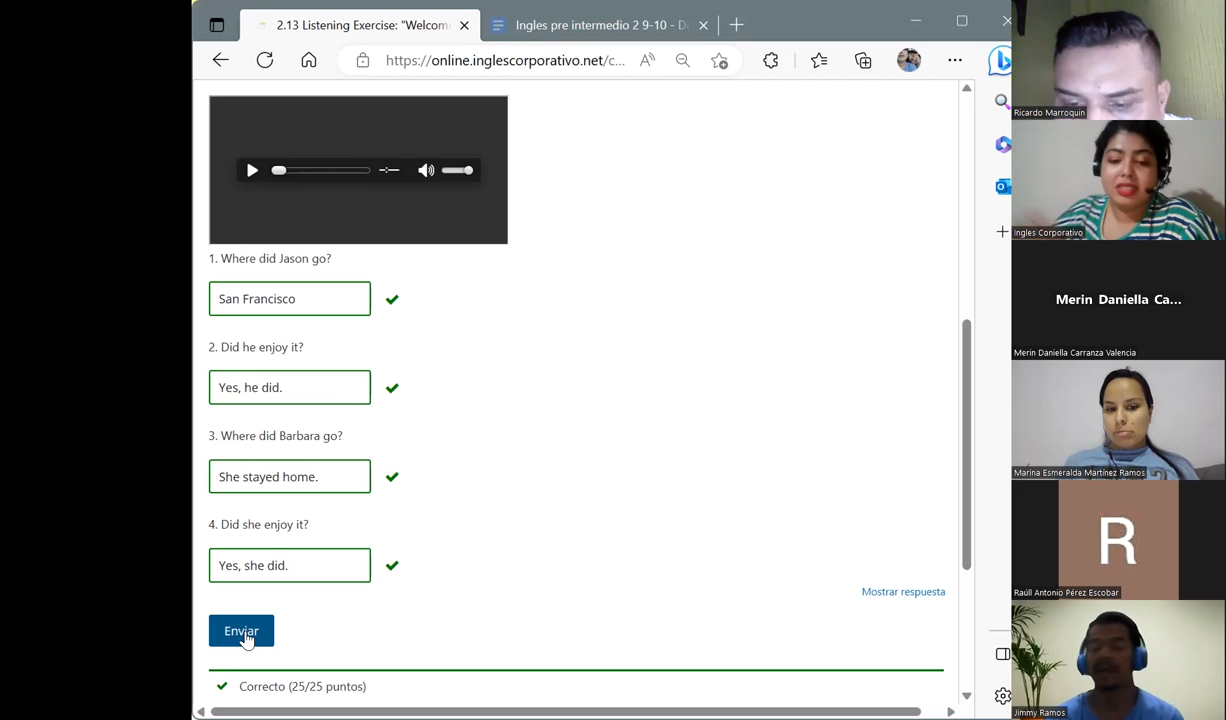 2.13 Listening Exercise: "Welcom
Ingles pre intermedio 2 9-10 - De
https://online.inglescorporativo.net/c...
1. Where did Jason go?
San Francisco
2. Did he enjoy it?
Yes, he did.
3. Where did Barbara go?
She stayed home.
4. Did she enjoy it?
Yes, she did.
Mostrar respuesta
Enviar
Correcto (25/25 puntos)
Ricardo Marroquin
Ingles Corporativo
Merin Daniella Ca...
Merin Daniella Carranza Valencia
Marina Esmeralda Martínez Ramos
R
Raúll Antonio Pérez Escobar
Jimmy Ramos